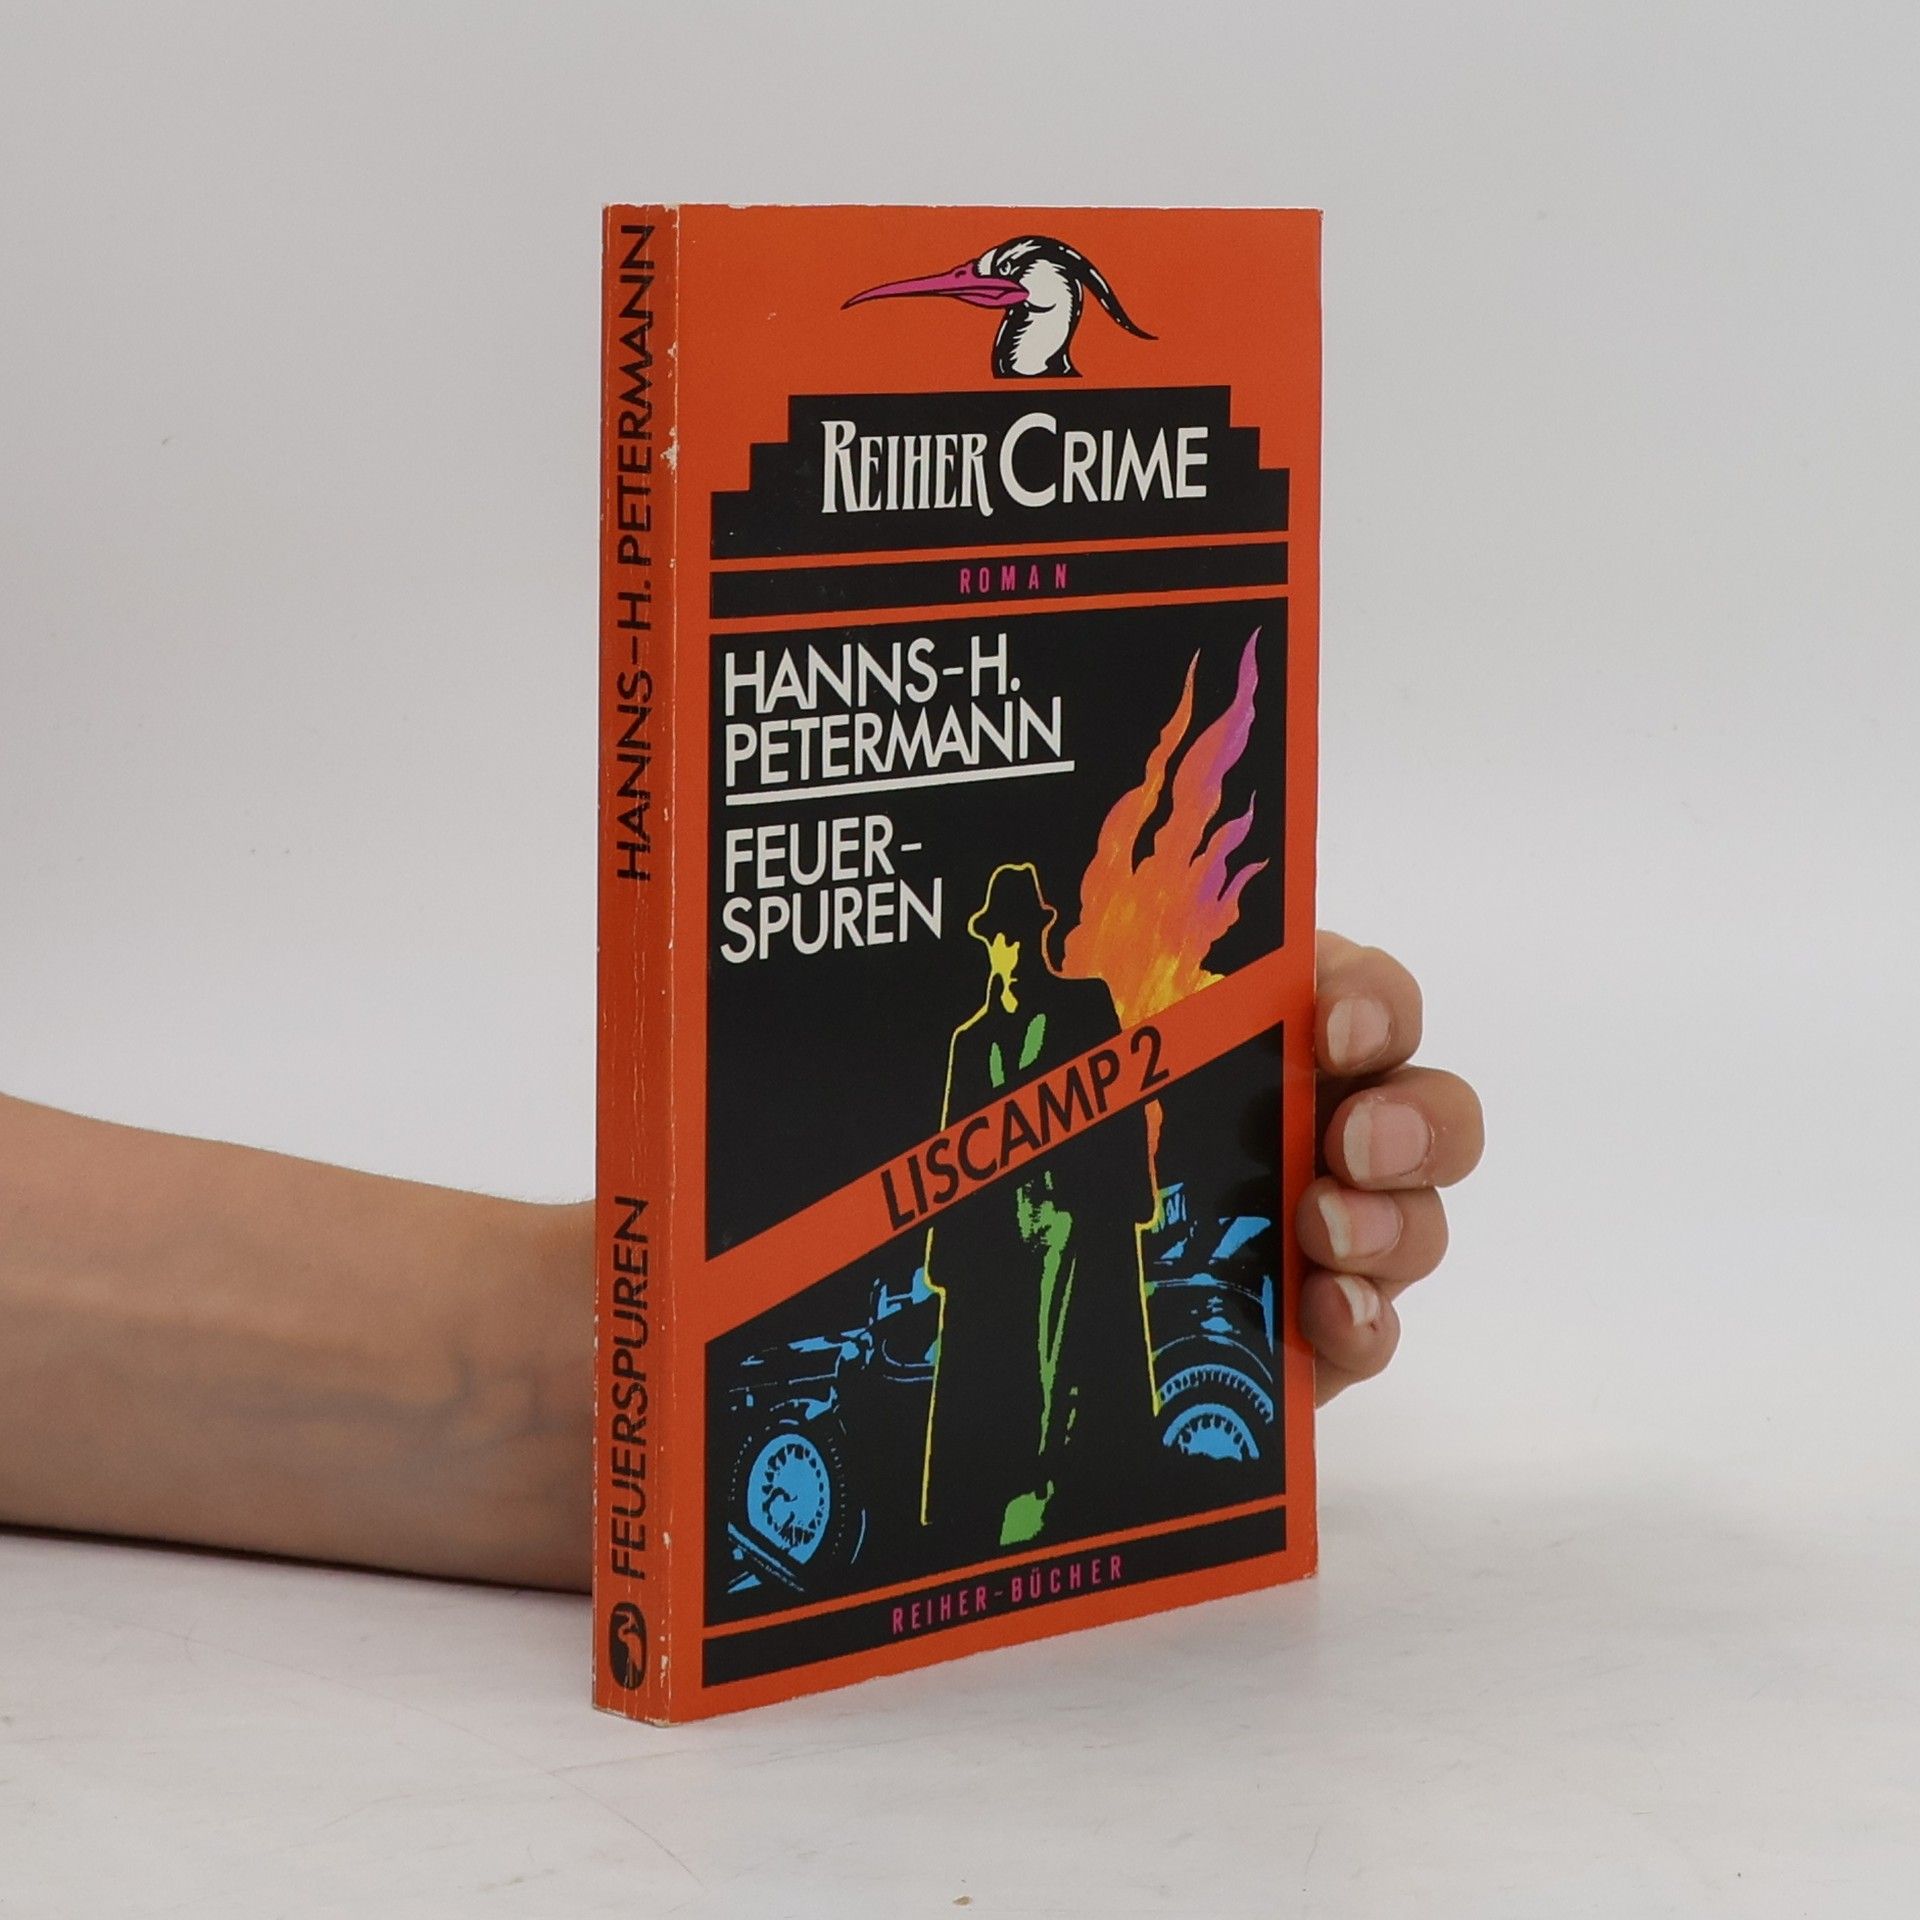 HANNS-H. PETERMANN
FEUERSPUREN
REIHER CRIME
ROMAN
HANNS-H.
PETERMANN
FEUER-
SPUREN
LISCAMP 2
REIHER-BÜCHER